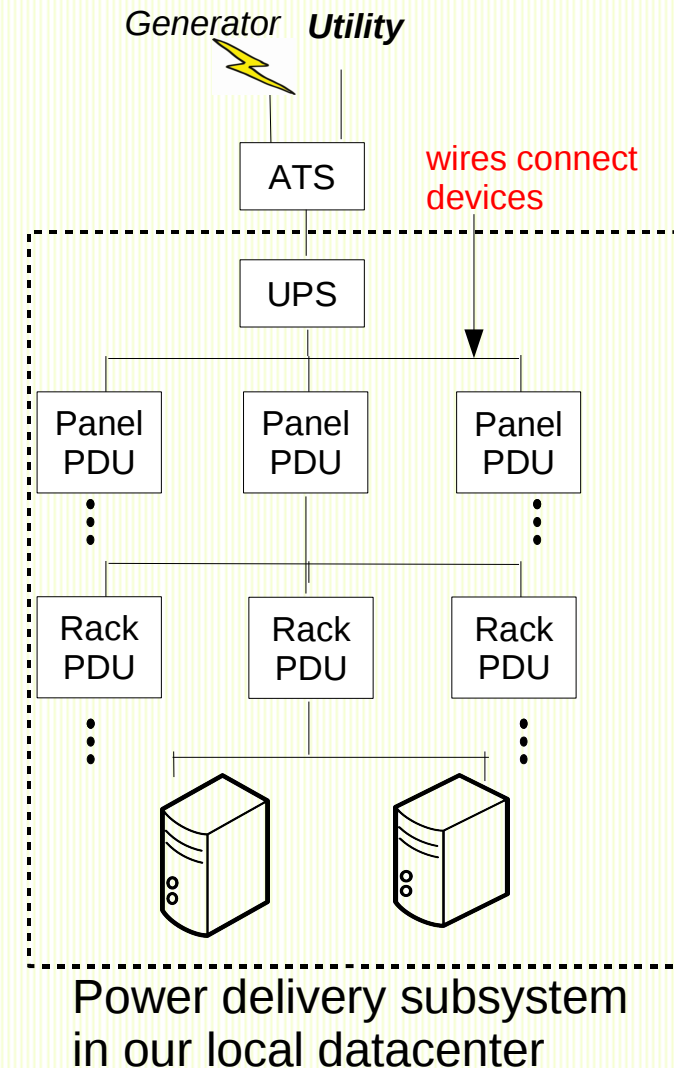 Generator Utility
ATS
wires connect
devices
UPS
Panel
PDU
Panel
PDU
Panel
PDU
Rack
PDU
Rack
PDU
Rack
PDU
Power delivery subsystem
in our local datacenter